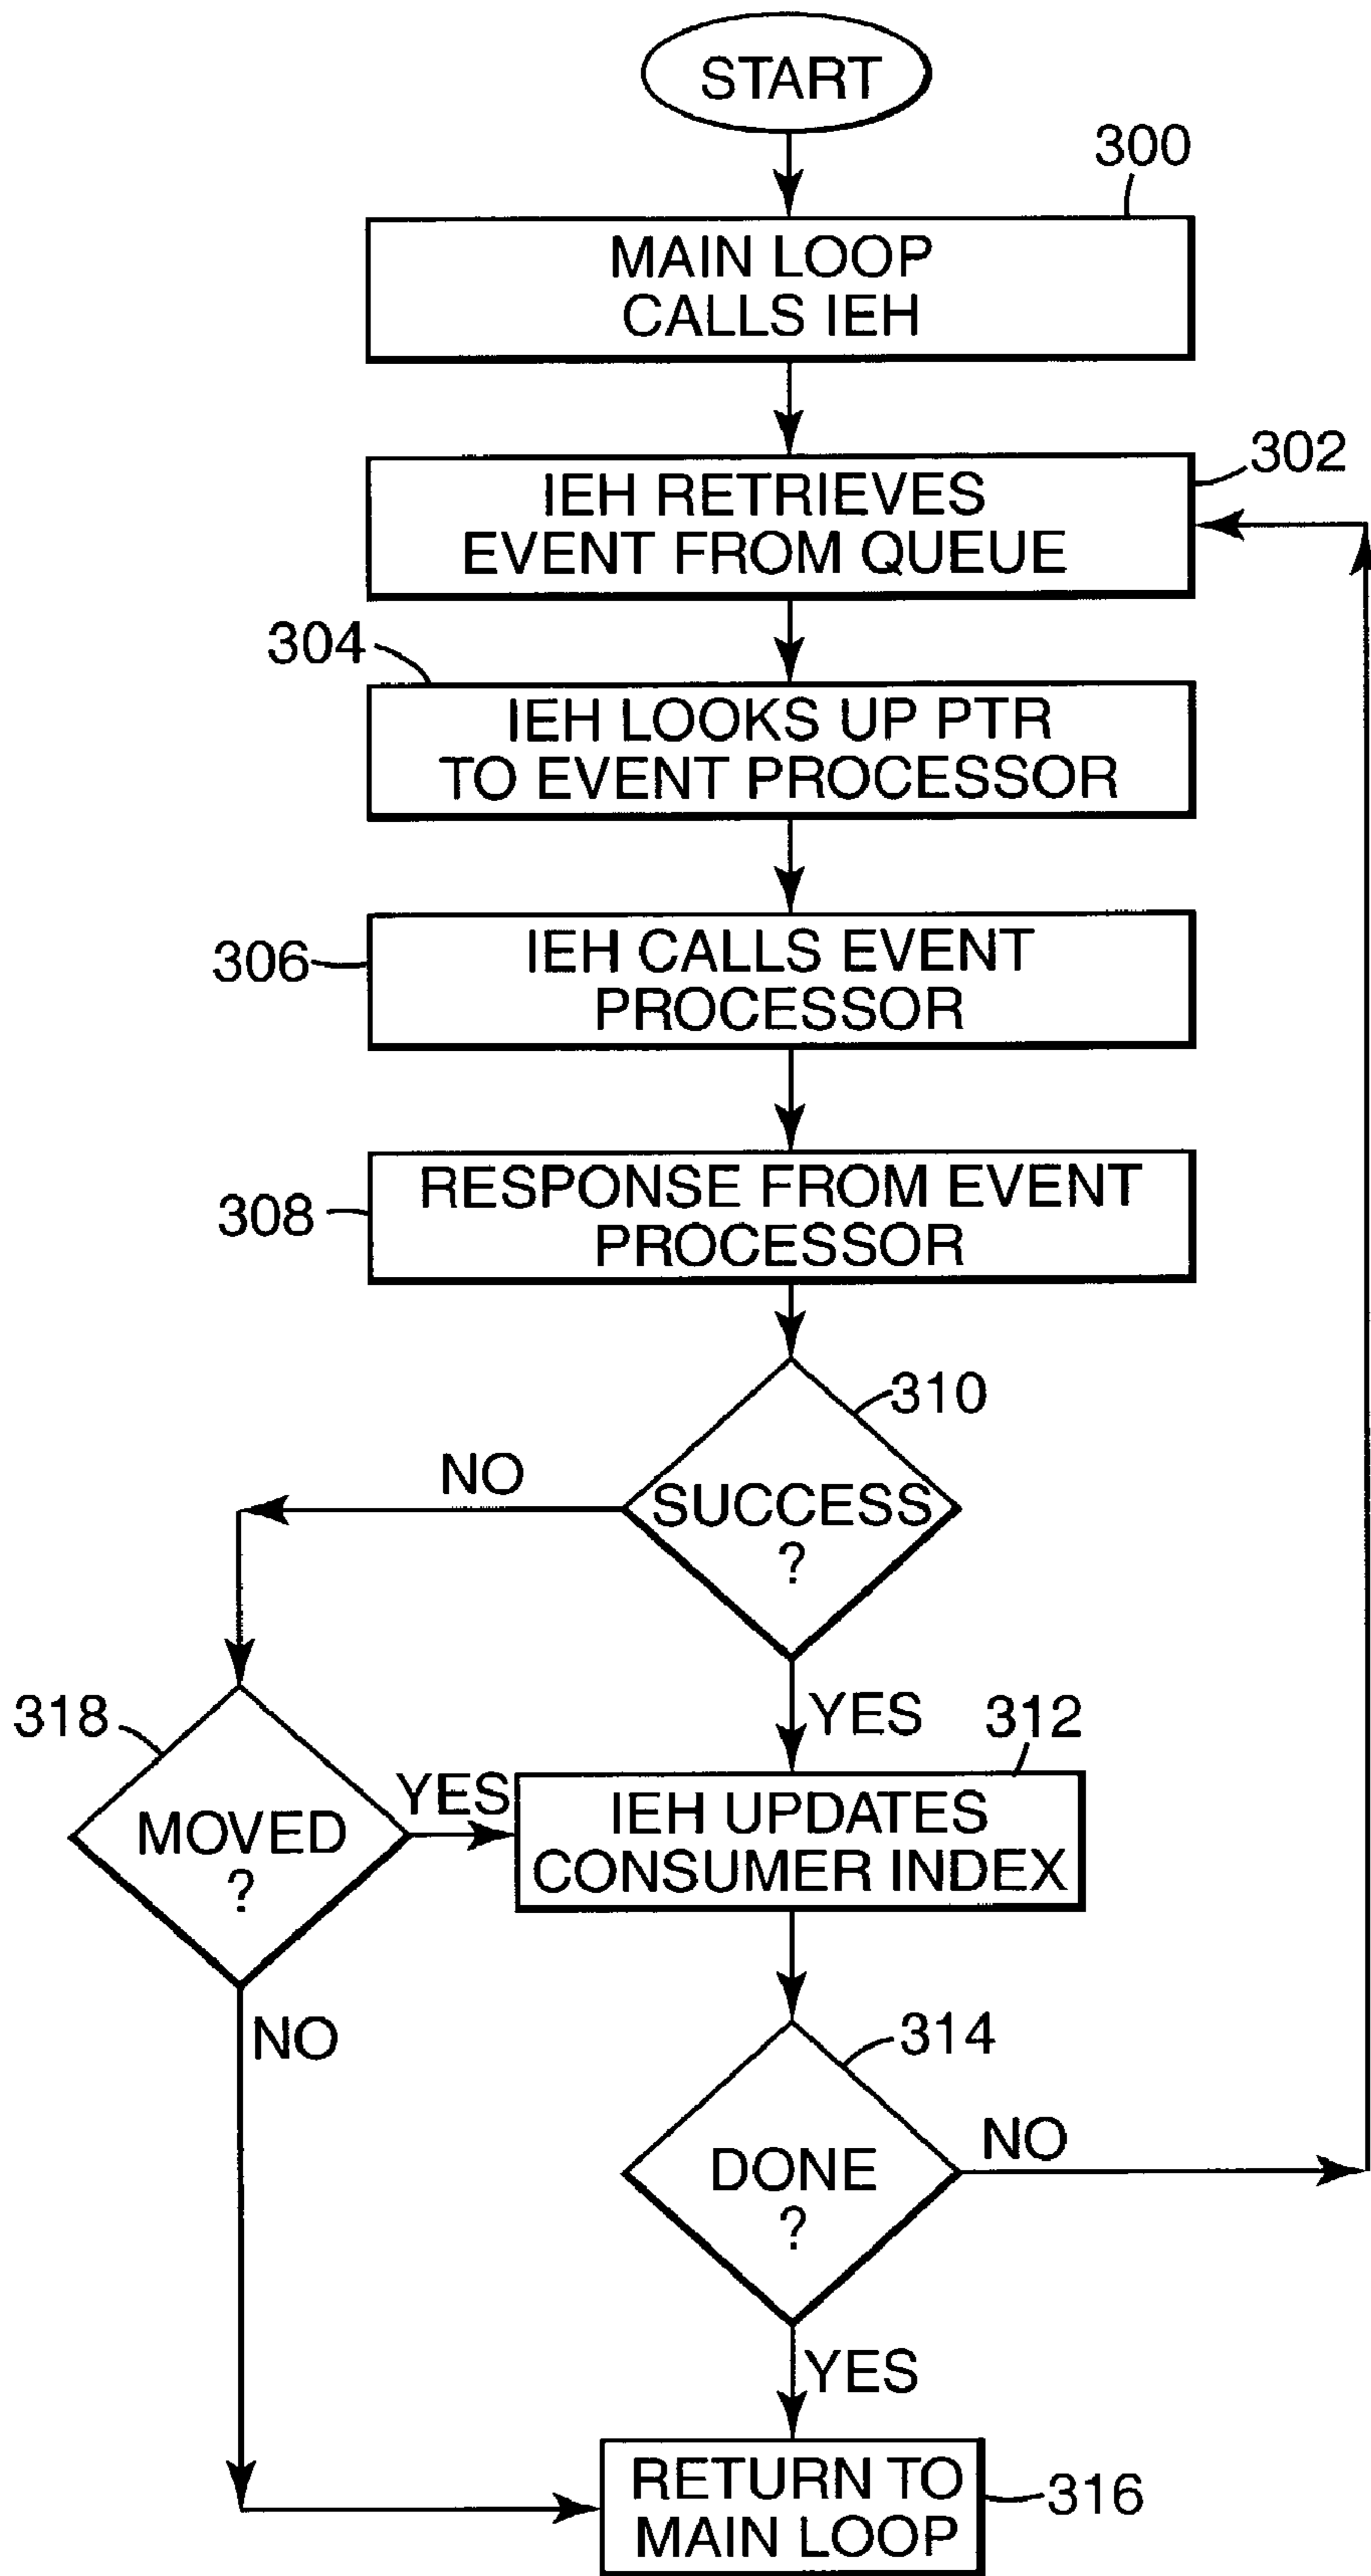 START
300
MAIN LOOP
CALLS IEH
302
IEH RETRIEVES
EVENT FROM QUEUE
304
IEH LOOKS UP PTR
TO EVENT PROCESSOR
306
IEH CALLS EVENT
PROCESSOR
308
RESPONSE FROM EVENT
PROCESSOR
310
NO
SUCCESS
?
318
YES
312
YES
MOVED
?
IEH UPDATES
CONSUMER INDEX
NO
314
NO
DONE
?
YES
RETURN TO
MAIN LOOP
316